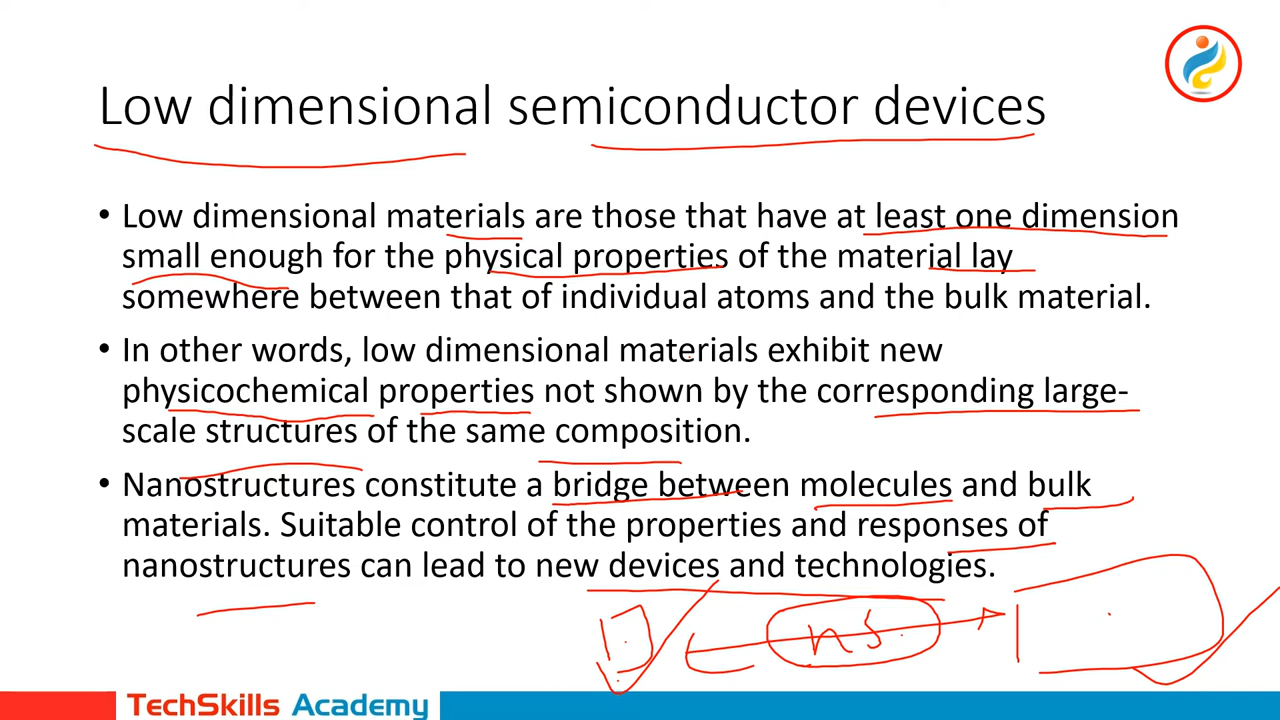 Low dimensional semiconductor devices
• Low dimensional materials are those that have at least one dimension
small enough for the physical properties of the material lay
somewhere between that of individual atoms and the bulk material.
• In other words, low dimensional materials exhibit new
physicochemical properties not shown by the corresponding large-
scale structures of the same composition.
• Nanostructures constitute a bridge between molecules and bulk
materials. Suitable control of the properties and responses of
nanostructures can lead to new devices and technologies.
ns
TechSkills Academy